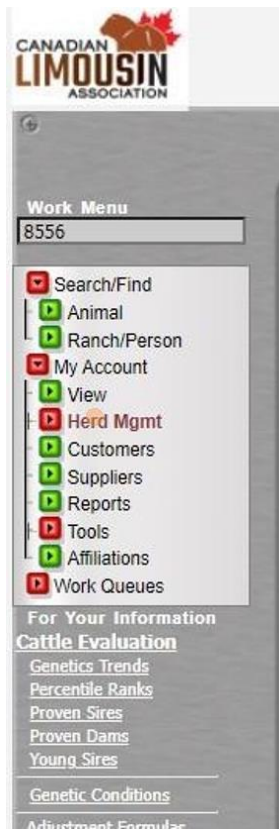 CANADIAN
LIMOUSIN
ASSOCIATION
Work Menu
8556
Search/Find
Animal
Ranch/Person
My Account
View
Herd Mgmt
Customers
Suppliers
Reports
Tools
Affiliations
Work Queues
For Your Information
Cattle Evaluation
Genetics Trends
Percentile Ranks
Proven Sires
Proven Dams
Young Sires
Genetic Conditions
Adjustment Formulas